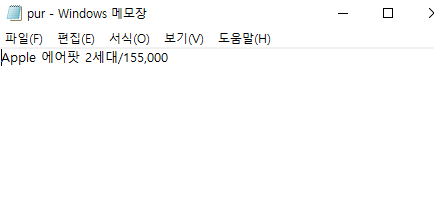 pur - Windows 메모장
파일(F) 편집(E) 서식(O) 보기(V) 도움말(H)
Apple 에어팟 2세대/155,000